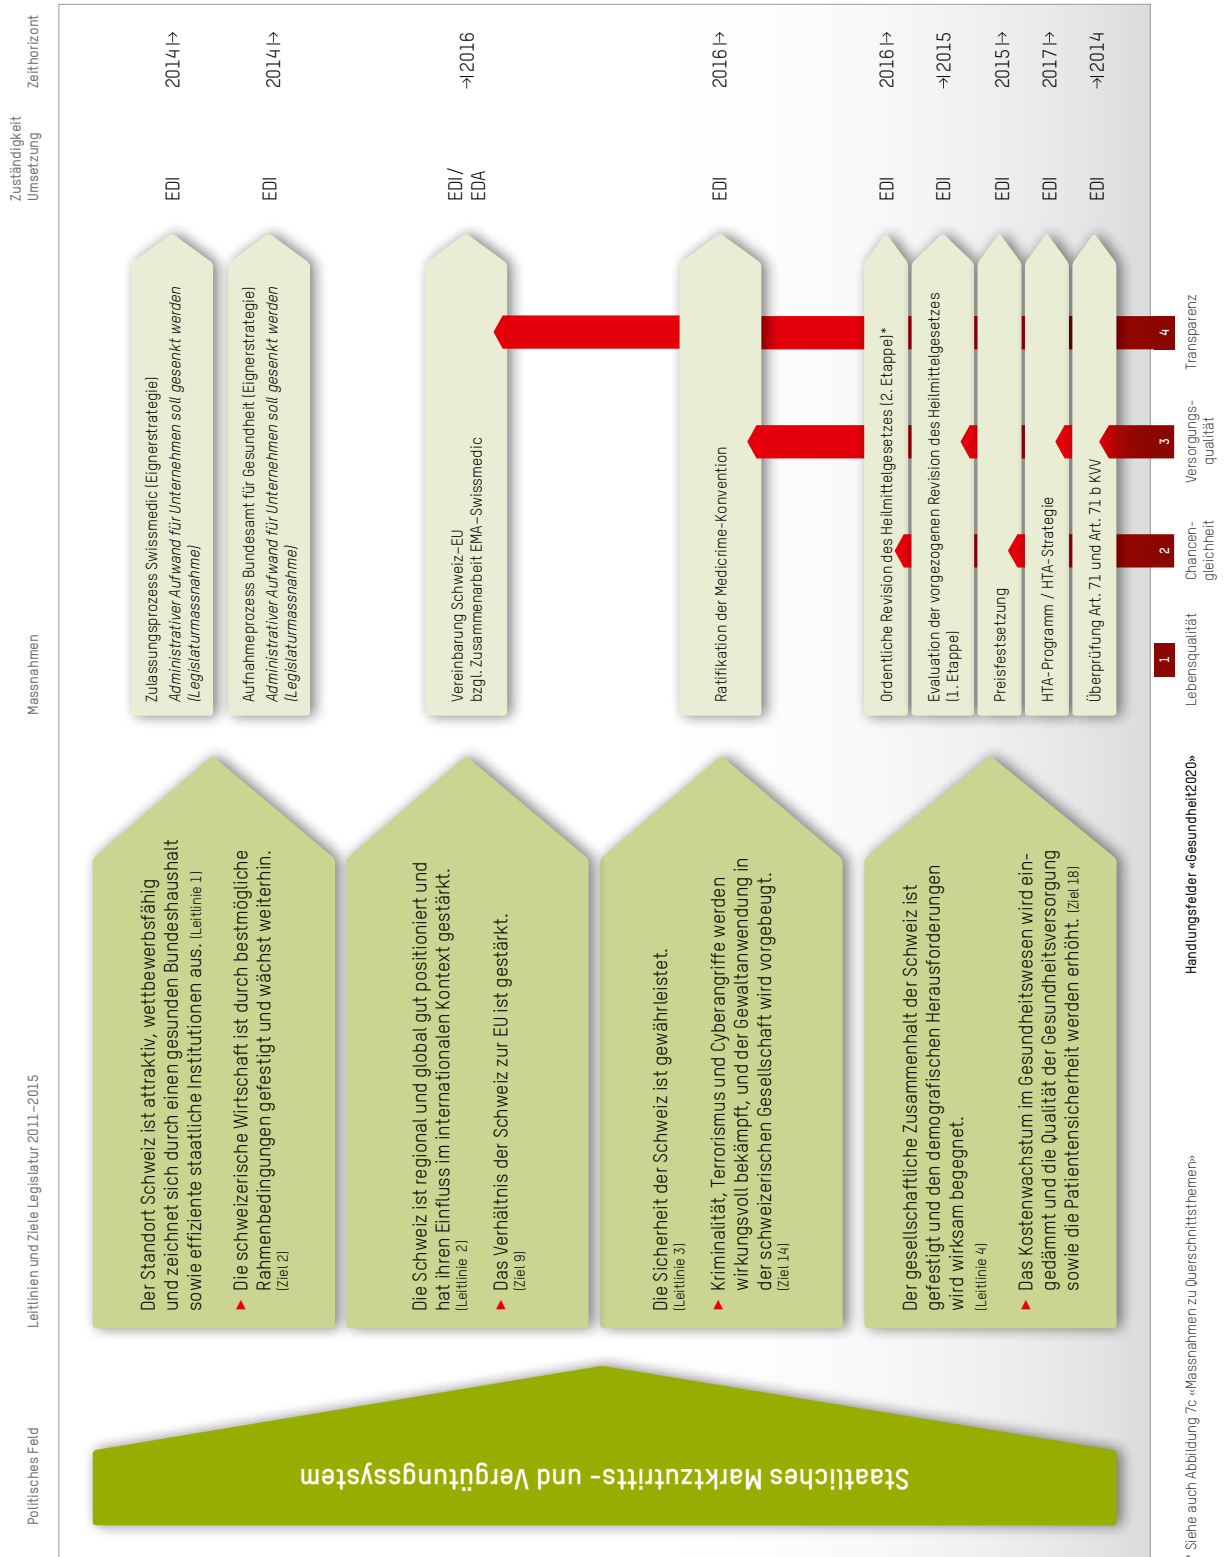 Politisches Feld
Leitlinien und Ziele Legislatur 2011–2015
Massnahmen
Zuständigkeit
Umsetzung
Zeithorizont
Staatliches Marktzutritts- und Vergütungssystem
Der Standort Schweiz ist attraktiv, wettbewerbsfähig
und zeichnet sich durch einen gesunden Bundeshaushalt
sowie effiziente staatliche Institutionen aus. (Leitlinie 1)
▶ Die schweizerische Wirtschaft ist durch bestmögliche
Rahmenbedingungen gefestigt und wächst weiterhin.
(Ziel 2)
Zulassungsprozess Swissmedic (Eignerstrategie)
Administrativer Aufwand für Unternehmen soll gesenkt werden
(Legislaturmassnahme)
EDI
2014 I→
Aufnahmeprozess Bundesamt für Gesundheit (Eignerstrategie)
Administrativer Aufwand für Unternehmen soll gesenkt werden
(Legislaturmassnahme)
EDI
2014 I→
Die Schweiz ist regional und global gut positioniert und
hat ihren Einfluss im internationalen Kontext gestärkt.
(Leitlinie 2)
▶ Das Verhältnis der Schweiz zur EU ist gestärkt.
(Ziel 9)
Vereinbarung Schweiz–EU
bzgl. Zusammenarbeit EMA–Swissmedic
EDI/
EDA
→I 2016
Die Sicherheit der Schweiz ist gewährleistet.
(Leitlinie 3)
▶ Kriminalität, Terrorismus und Cyberangriffe werden
wirkungsvoll bekämpft, und der Gewaltanwendung in
der schweizerischen Gesellschaft wird vorgebeugt.
(Ziel 14)
Ratifikation der Medicrime-Konvention
EDI
2016 I→
Der gesellschaftliche Zusammenhalt der Schweiz ist
gefestigt und den demografischen Herausforderungen
wird wirksam begegnet.
(Leitlinie 4)
▶ Das Kostenwachstum im Gesundheitswesen wird ein-
gedämmt und die Qualität der Gesundheitsversorgung
sowie die Patientensicherheit werden erhöht. (Ziel 18)
Ordentliche Revision des Heilmittelgesetzes (2. Etappe)*
EDI
2016 I→
Evaluation der vorgezogenen Revision des Heilmittelgesetzes
(1. Etappe)
EDI
→I 2015
Preisfestsetzung
EDI
2015 I→
HTA-Programm / HTA-Strategie
EDI
2017 I→
Überprüfung Art. 71 und Art. 71 b KVV
EDI
→I 2014
Handlungsfelder «Gesundheit2020»
1
Lebensqualität
2
Chancen-
gleichheit
3
Versorgungs-
qualität
4
Transparenz
* Siehe auch Abbildung 7c «Massnahmen zu Querschnittsthemen»